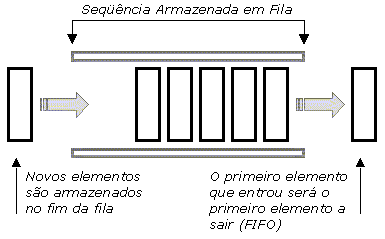 Seqüência Armazenada em Fila
Novos elementos
são armazenados
no fim da fila
O primeiro elemento
que entrou será o
primeiro elemento a
sair (FIFO)